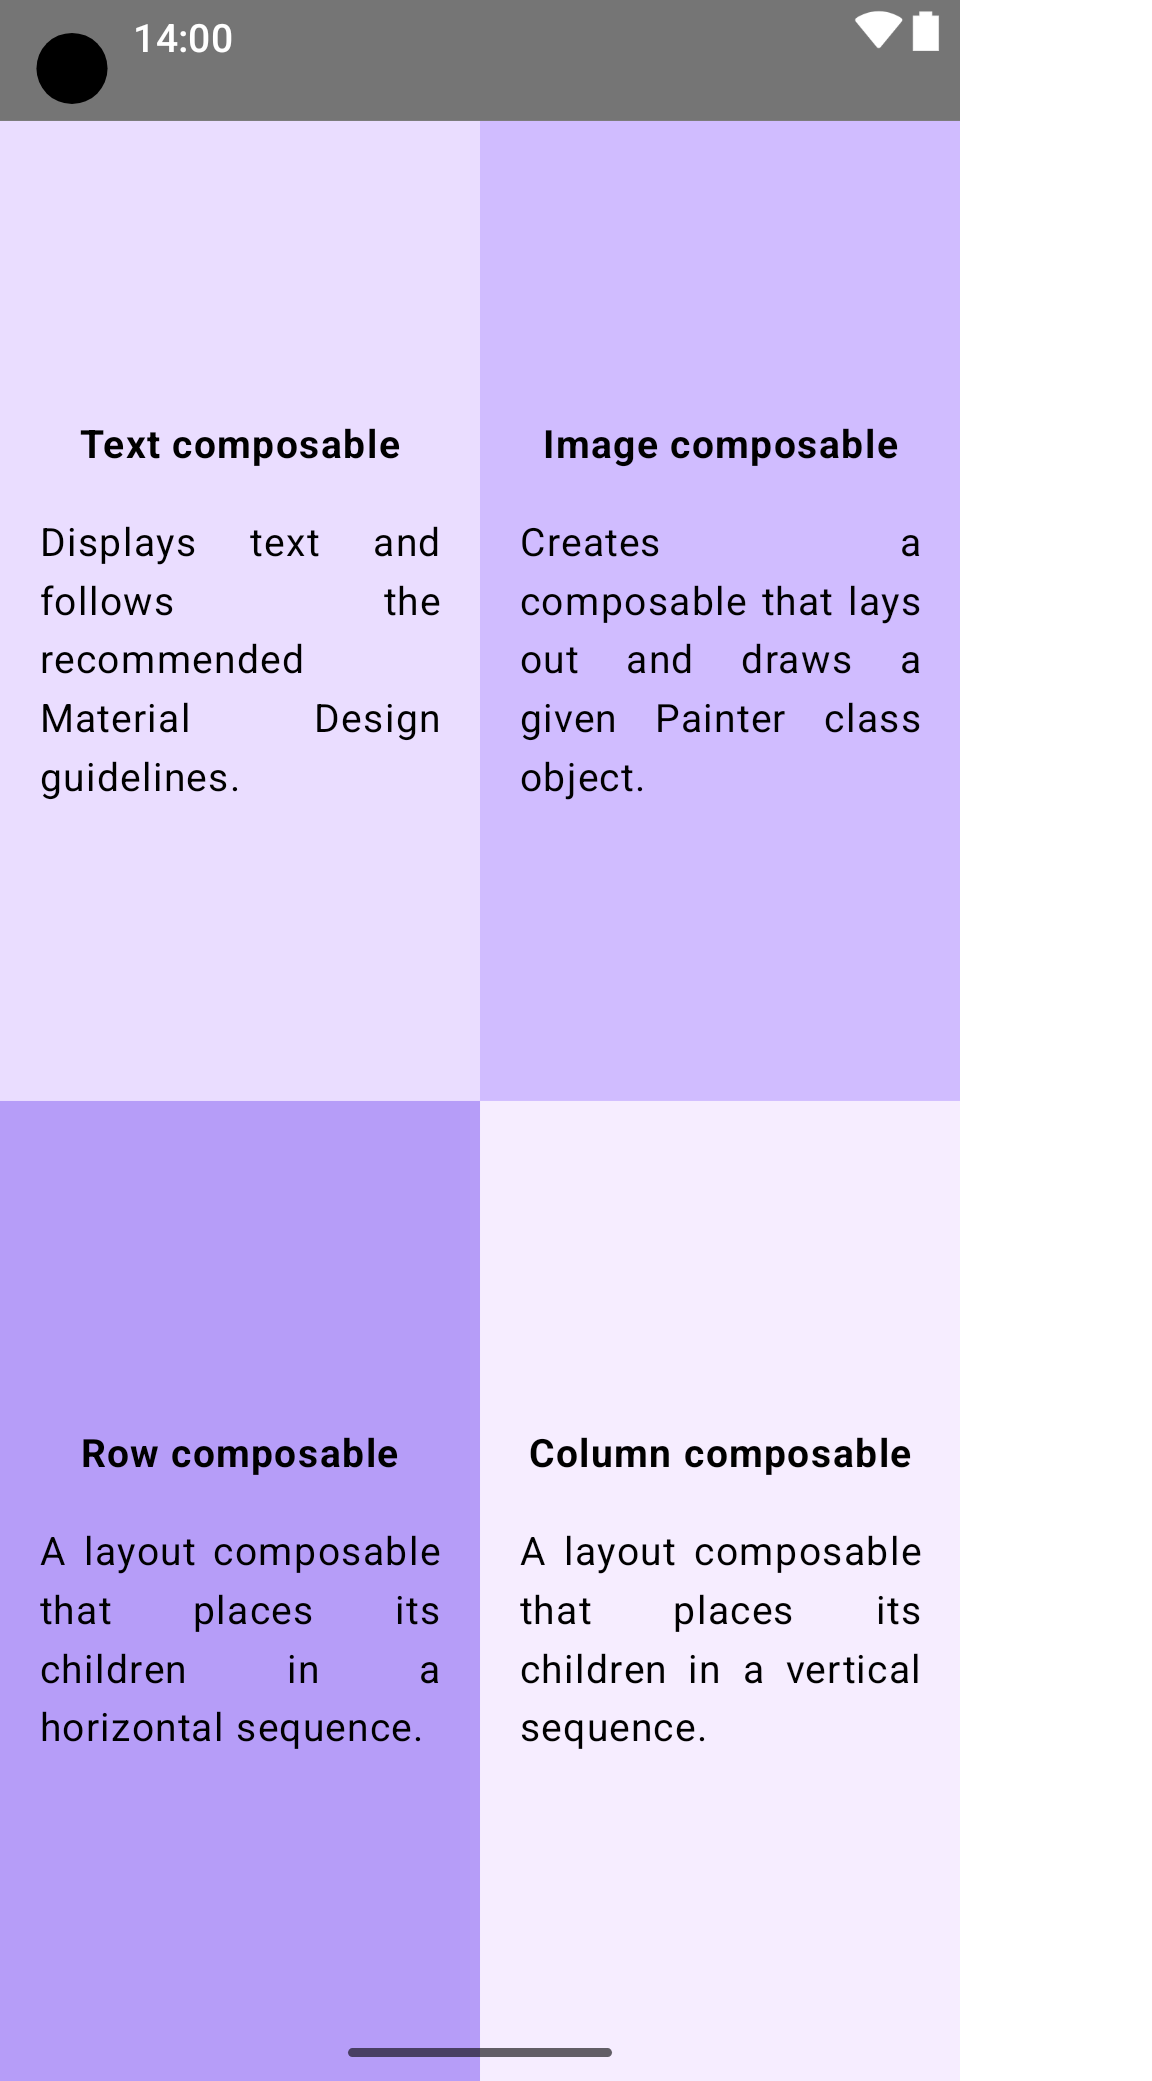 14:00
Text composable
Displays text and
follows the
recommended
Material Design
guidelines.
Image composable
Creates a
composable that lays
out and draws a
given Painter class
object.
Row composable
A layout composable
that places its
children in a
horizontal sequence.
Column composable
A layout composable
that places its
children in a vertical
sequence.